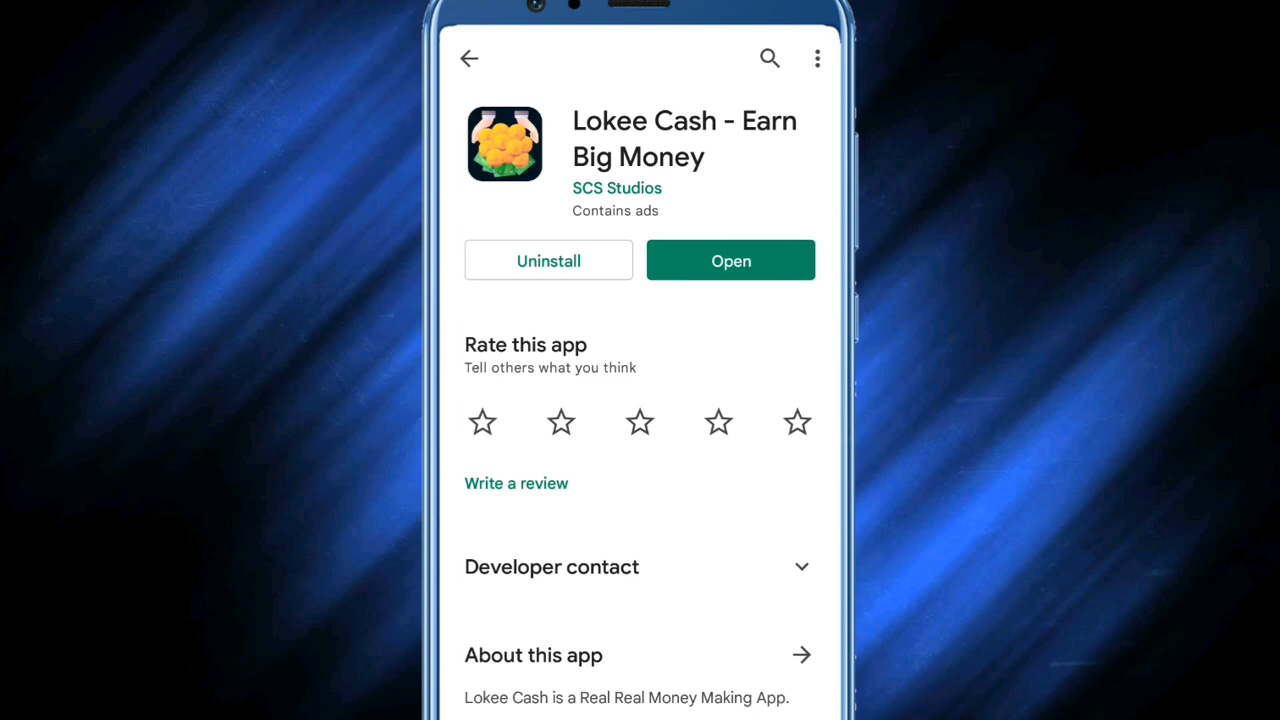 Lokee Cash - Earn
Big Money
SCS Studios
Contains ads
Uninstall
Open
Rate this app
Tell others what you think
Write a review
Developer contact
About this app
Lokee Cash is a Real Real Money Making App.